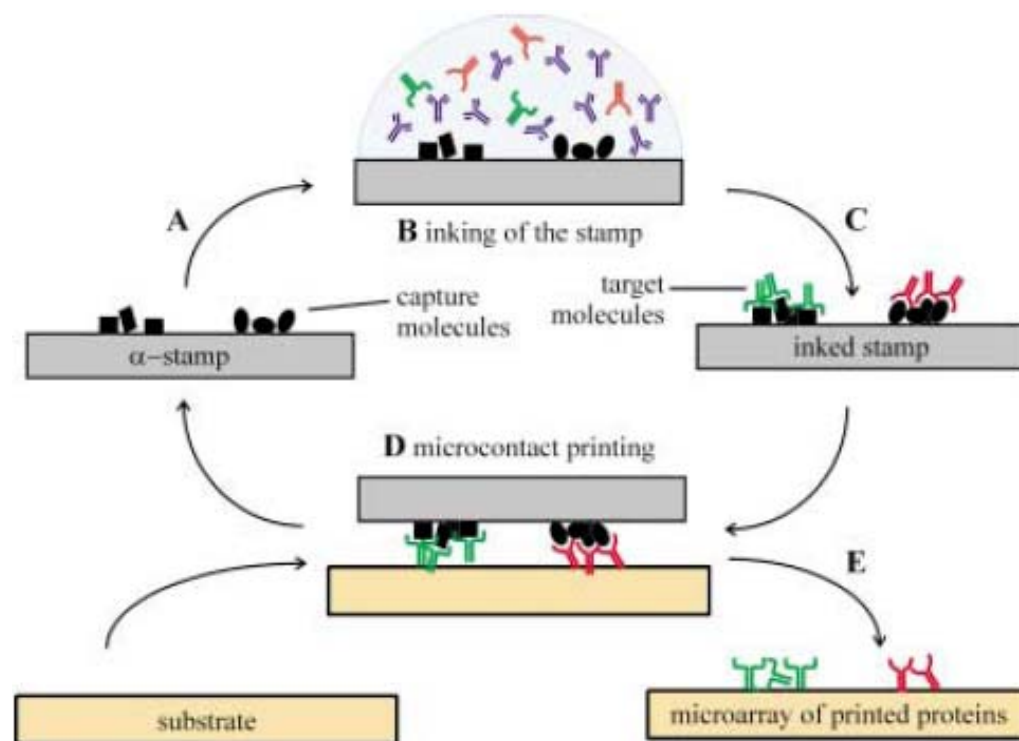 A
B inking of the stamp
C
capture
molecules
target
molecules
α–stamp
inked stamp
D microcontact printing
E
substrate
microarray of printed proteins